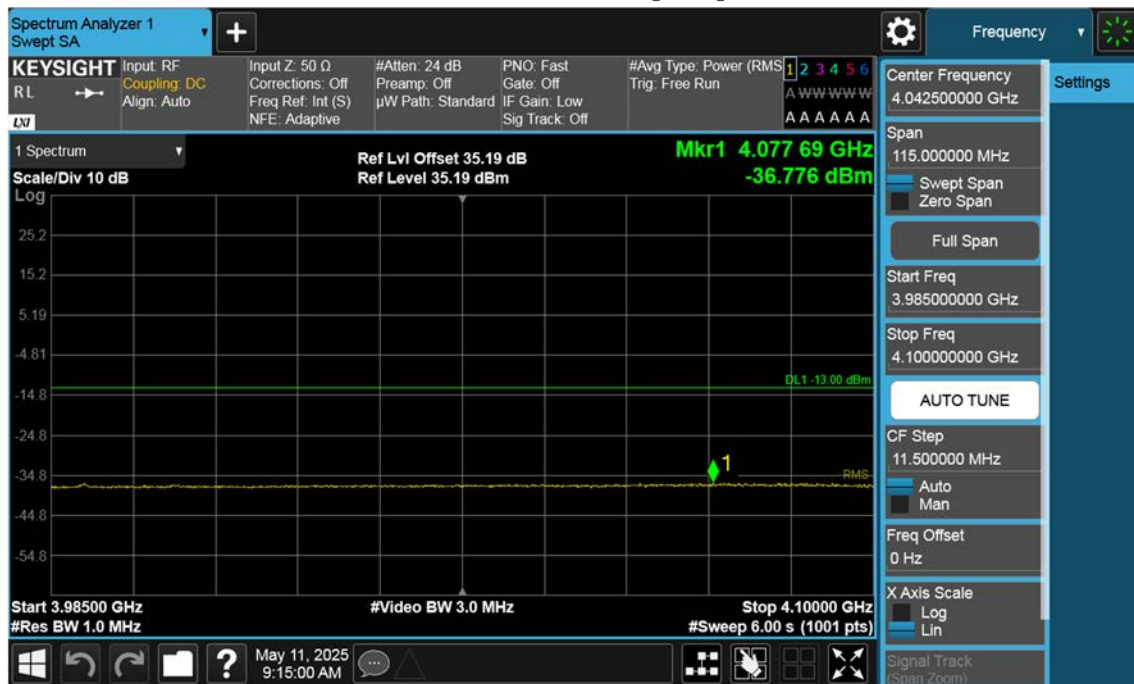 Spectrum Analyzer 1
Swept SA
Frequency
KEYSIGHT
RL
LXI
Input: RF
Coupling: DC
Align: Auto
Input Z: 50 Ω
Corrections: Off
Freq Ref: Int (S)
NFE: Adaptive
#Atten: 24 dB
Preamp: Off
µW Path: Standard
PNO: Fast
Gate: Off
IF Gain: Low
Sig Track: Off
#Avg Type: Power (RMS
Trig: Free Run
1 2 3 4 5 6
A W W W W W
A A A A A A
1 Spectrum
Scale/Div 10 dB
Ref Lvl Offset 35.19 dB
Ref Level 35.19 dBm
Mkr1 4.077 69 GHz
-36.776 dBm
Log
25.2
15.2
5.19
-4.81
DL1 -13.00 dBm
-14.8
-24.8
1
-34.8
RMS
-44.8
-54.8
Start 3.98500 GHz
#Video BW 3.0 MHz
Stop 4.10000 GHz
#Res BW 1.0 MHz
#Sweep 6.00 s (1001 pts)
?
May 11, 2025
9:15:00 AM
Center Frequency
4.042500000 GHz
Settings
Span
115.000000 MHz
Swept Span
Zero Span
Full Span
Start Freq
3.985000000 GHz
Stop Freq
4.100000000 GHz
AUTO TUNE
CF Step
11.500000 MHz
Auto
Man
Freq Offset
0 Hz
X Axis Scale
Log
Lin
Signal Track
(Span Zoom)